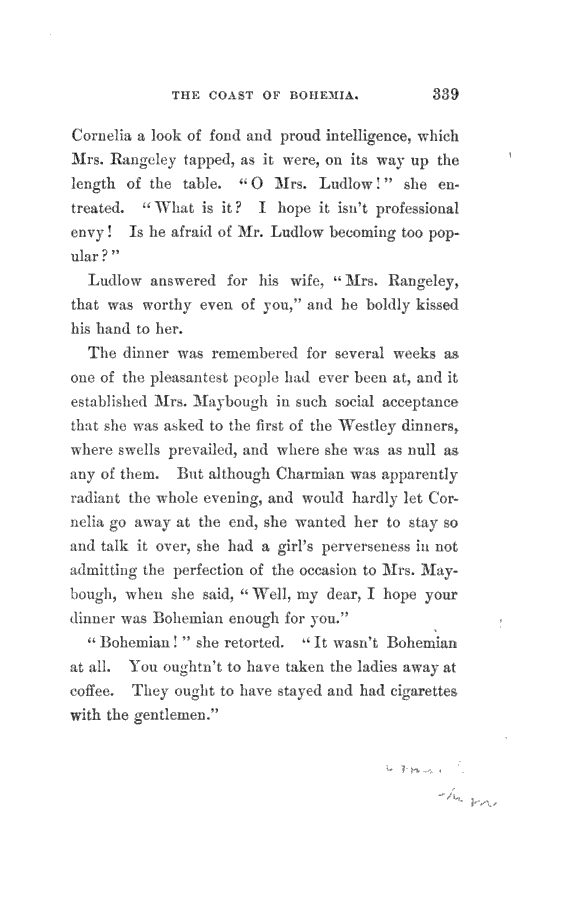 THE COAST OF BOHEMIA. 339
Cornelia a look of fond and proud intelligence, which
Mrs. Rangeley tapped, as it were, on its way up the
length of the table. "O Mrs. Ludlow!" she en-
treated. "What is it? I hope it isn't professional
envy! Is he afraid of Mr. Ludlow becoming too pop-
ular?"
Ludlow answered for his wife, "Mrs. Rangeley,
that was worthy even of you," and he boldly kissed
his hand to her.
The dinner was remembered for several weeks as
one of the pleasantest people had ever been at, and it
established Mrs. Maybough in such social acceptance
that she was asked to the first of the Westley dinners,
where swells prevailed, and where she was as null as
any of them. But although Charmian was apparently
radiant the whole evening, and would hardly let Cor-
nelia go away at the end, she wanted her to stay so
and talk it over, she had a girl's perverseness in not
admitting the perfection of the occasion to Mrs. May-
bough, when she said, "Well, my dear, I hope your
dinner was Bohemian enough for you."
"Bohemian!" she retorted. "It wasn't Bohemian
at all. You oughtn't to have taken the ladies away at
coffee. They ought to have stayed and had cigarettes
with the gentlemen."